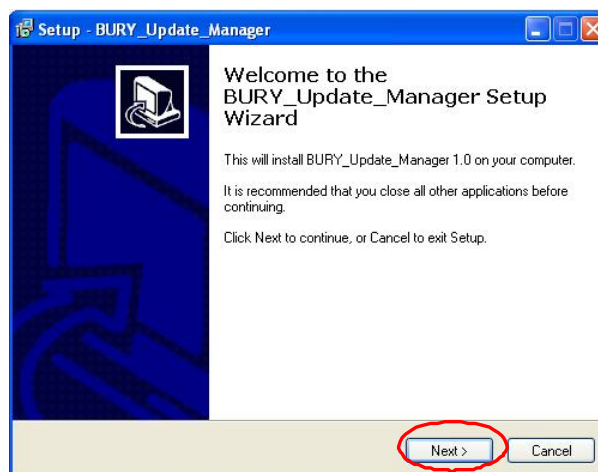 Setup - BURY_Update_Manager
Welcome to the
BURY_Update_Manager Setup
Wizard
This will install BURY_Update_Manager 1.0 on your computer.
It is recommended that you close all other applications before
continuing.
Click Next to continue, or Cancel to exit Setup.
Next >
Cancel